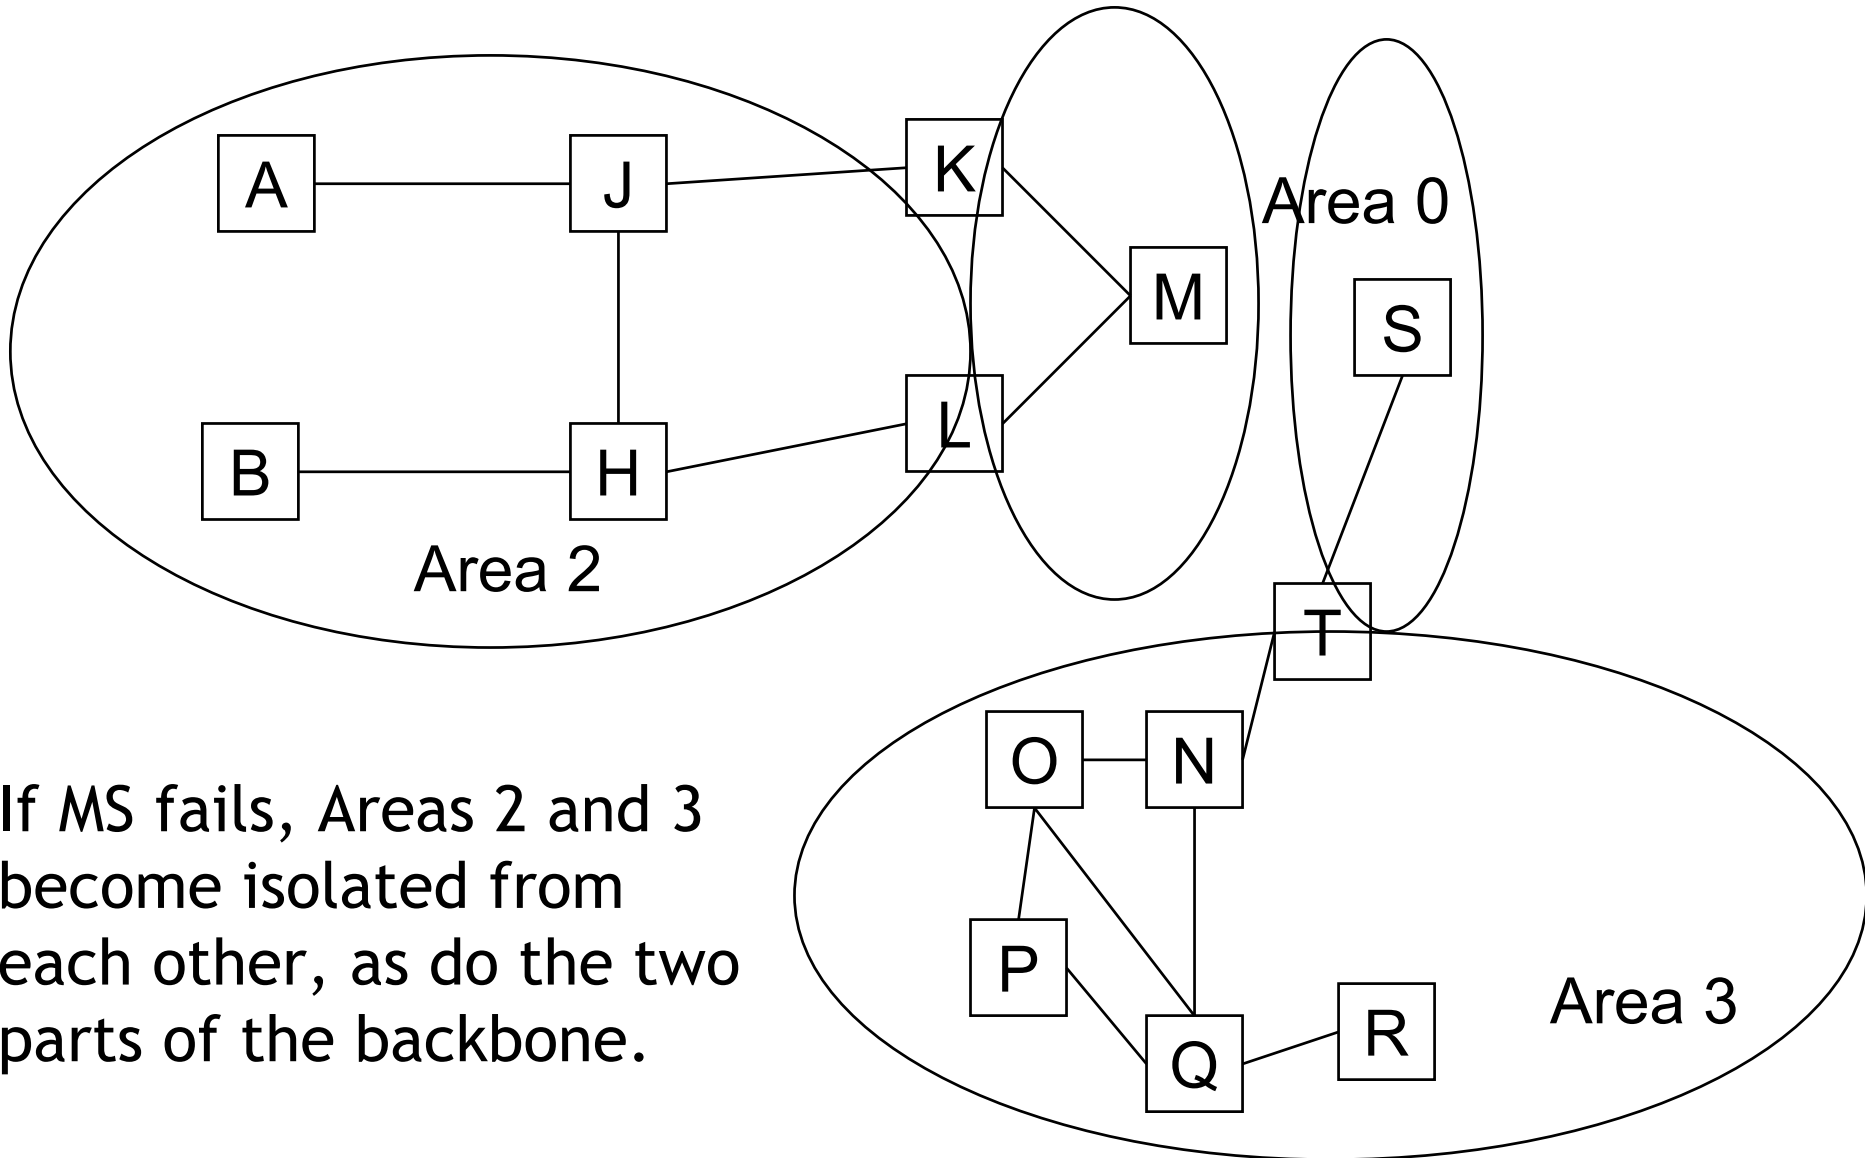 A
J
K
Area 0
M
S
L
B
H
Area 2
T
O
N
If MS fails, Areas 2 and 3
become isolated from
each other, as do the two
parts of the backbone.
P
Area 3
R
Q